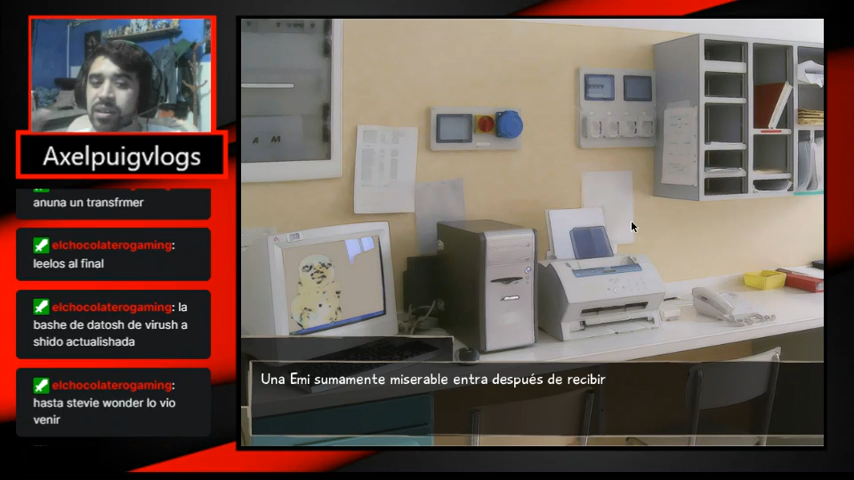 Axelpuigvlogs
anuna un transfrmer
elchocolaterogaming:
leelos al final
elchocolaterogaming: la
bashe de datosh de virush a
shido actualishada
elchocolaterogaming:
hasta stevie wonder lo vio
venir
Una Emi sumamente miserable entra después de recibir